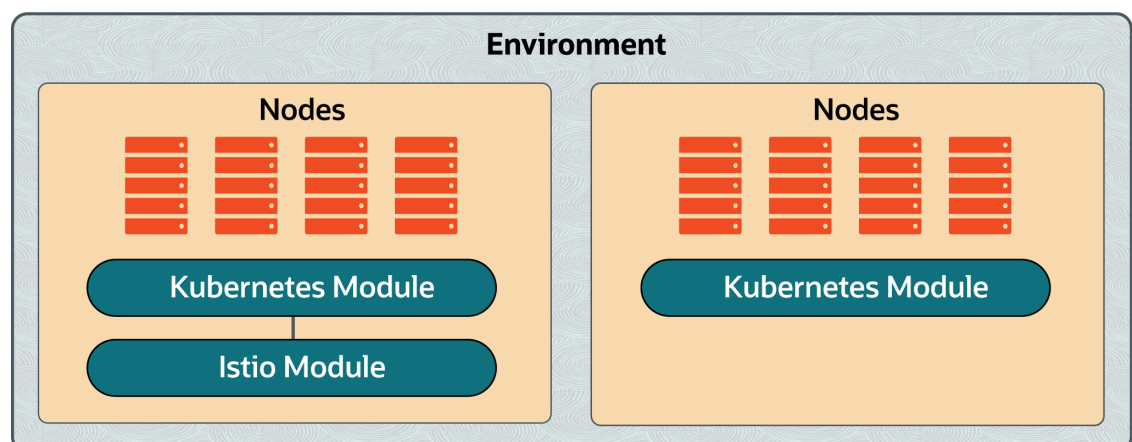 Environment
Nodes
Kubernetes Module
Istio Module
Nodes
Kubernetes Module